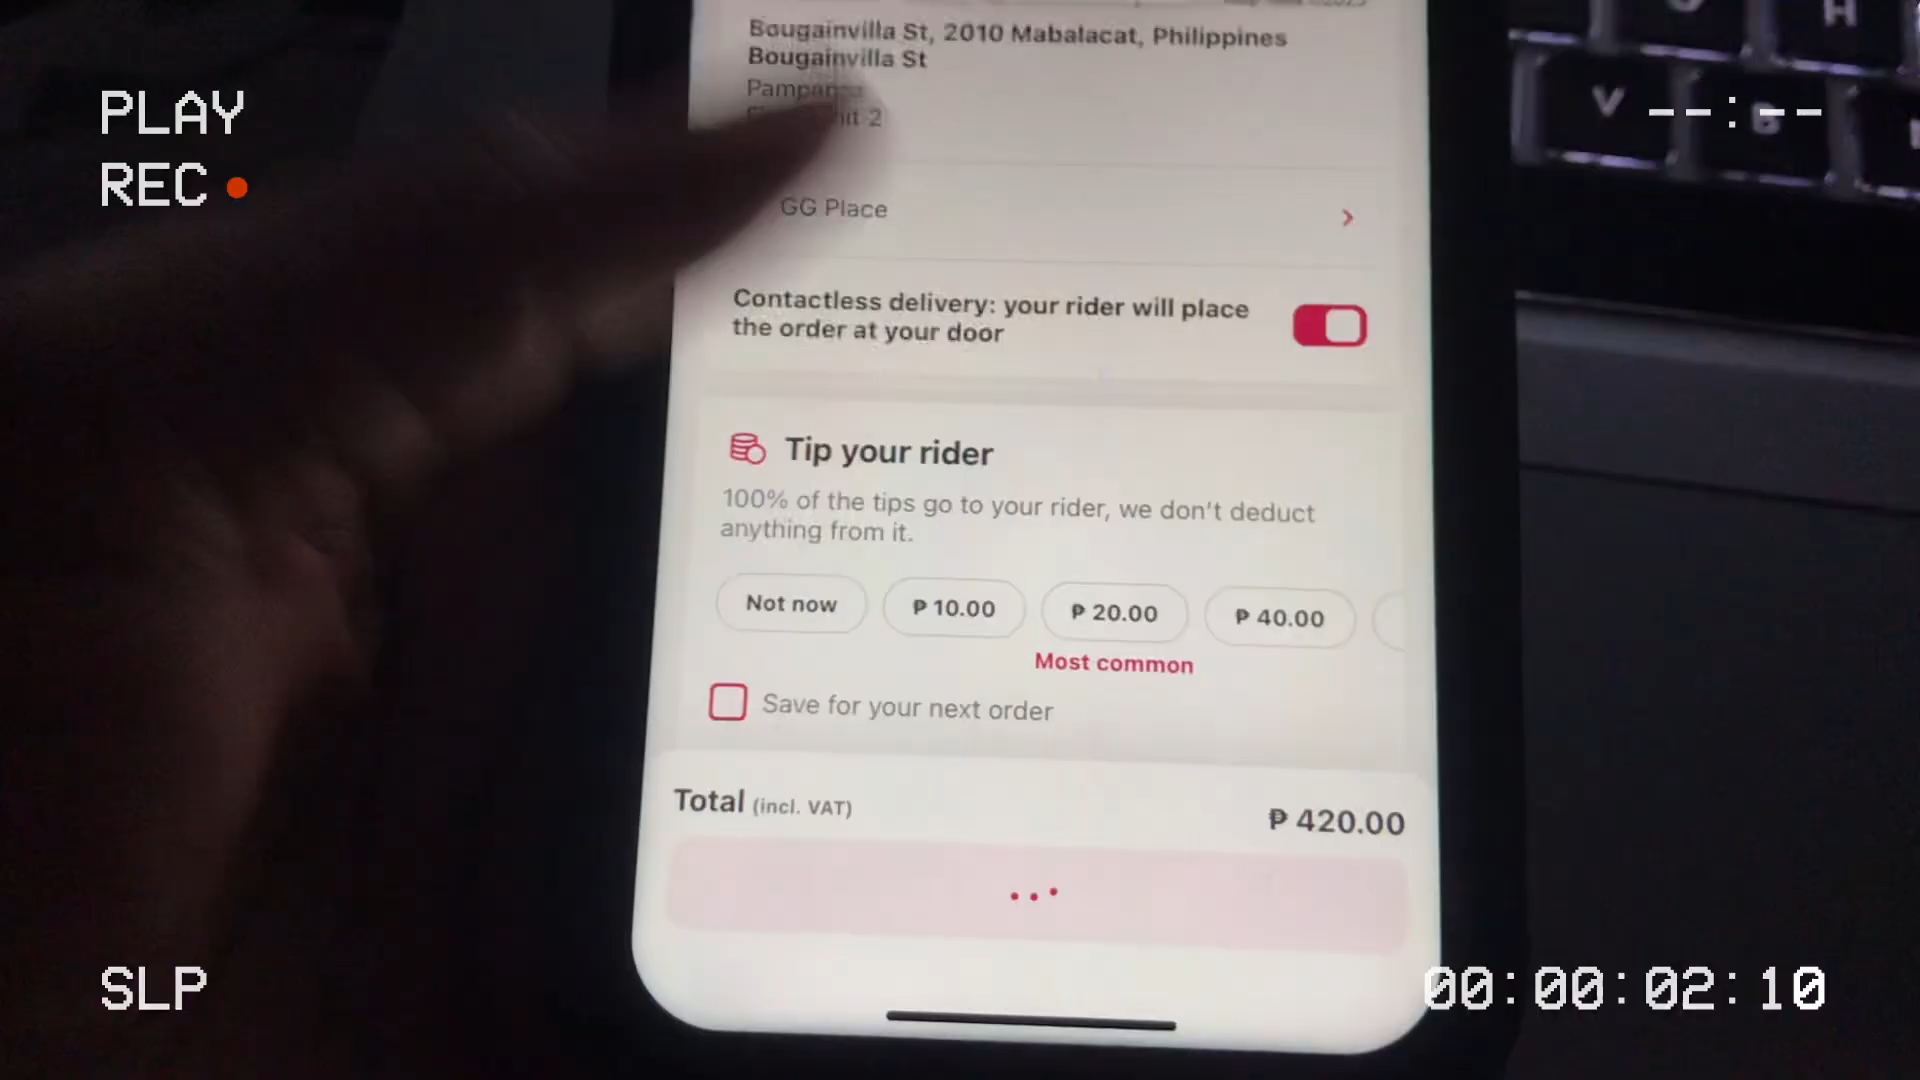 Bougainvilla St, 2010 Mabalacat, Philippines
Bougainvilla St
Pampanga
2
PLAY
--:--
REC
V
B
H
GG Place
Contactless delivery: your rider will place
the order at your door
Tip your rider
100% of the tips go to your rider, we don't deduct
anything from it.
Not now
₱ 10.00
₱ 20.00
₱ 40.00
Most common
Save for your next order
Total (incl. VAT)
₱ 420.00
SLP
00:00:02:10